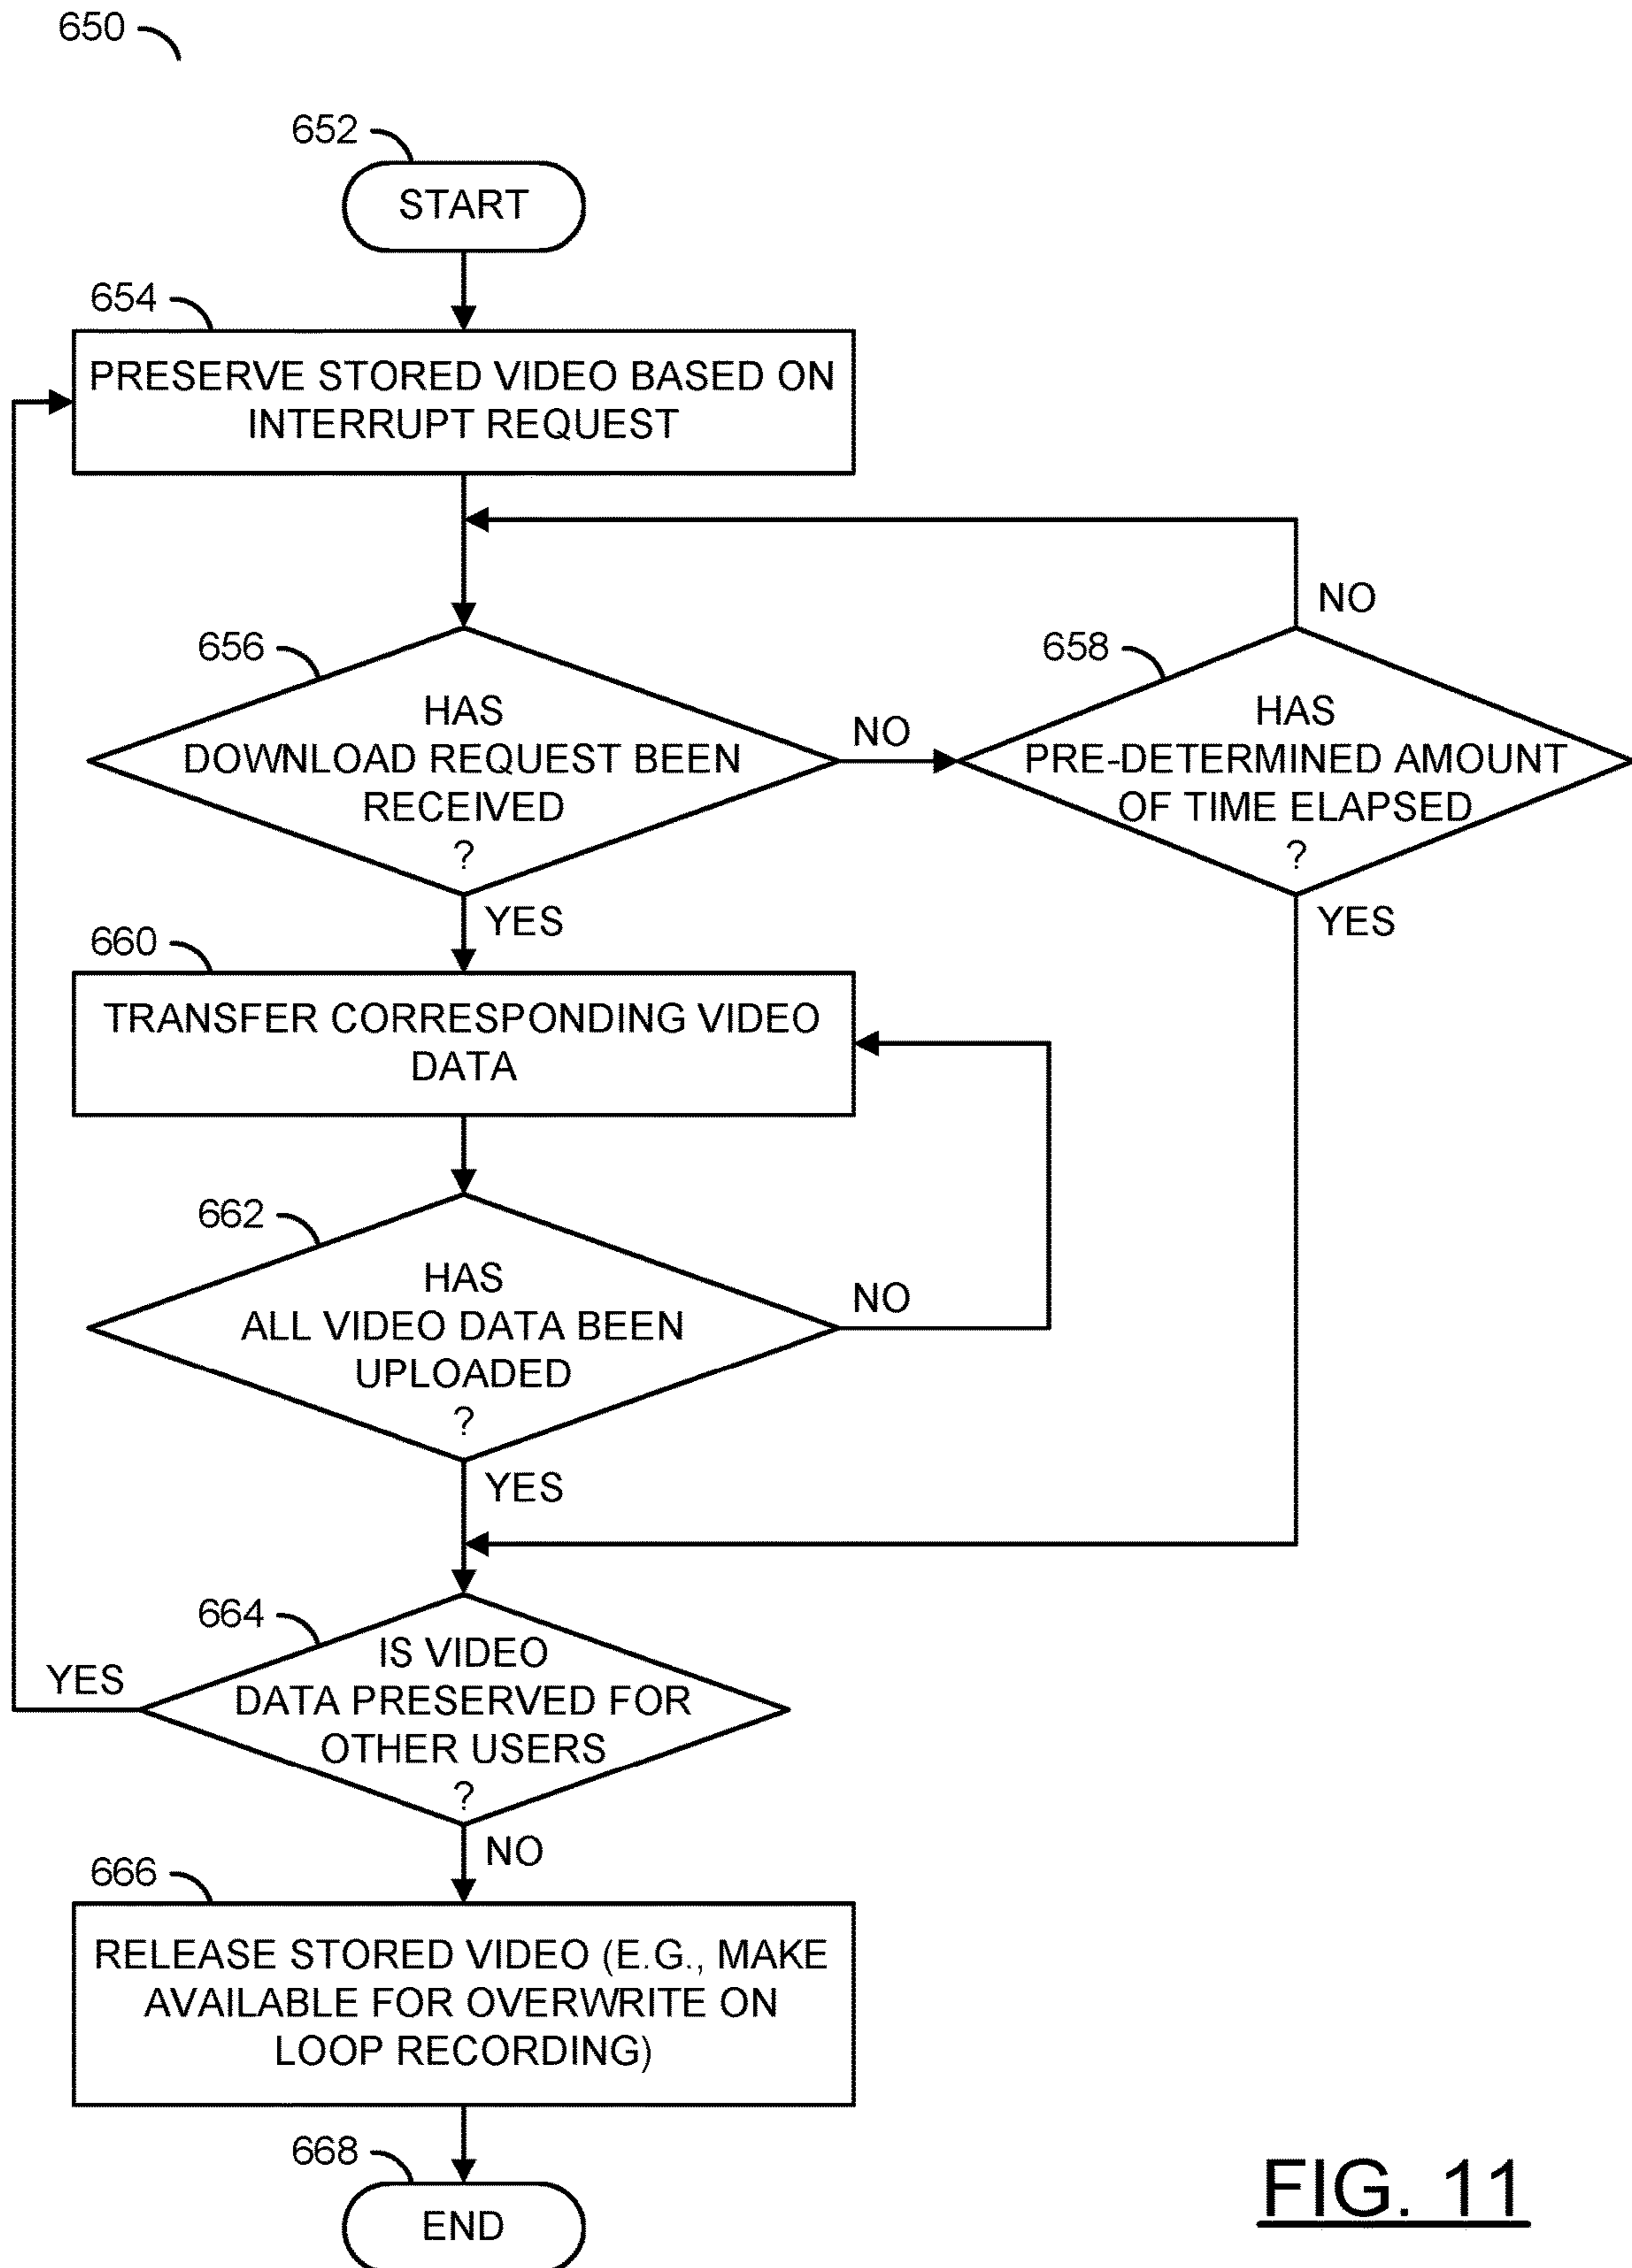 650
652
START
654
PRESERVE STORED VIDEO BASED ON
INTERRUPT REQUEST
NO
656
658
HAS
DOWNLOAD REQUEST BEEN
RECEIVED
?
NO
HAS
PRE-DETERMINED AMOUNT
OF TIME ELAPSED
?
YES
YES
660
TRANSFER CORRESPONDING VIDEO
DATA
662
HAS
ALL VIDEO DATA BEEN
UPLOADED
?
NO
YES
664
IS VIDEO
DATA PRESERVED FOR
OTHER USERS
?
YES
NO
666
RELEASE STORED VIDEO (E.G., MAKE
AVAILABLE FOR OVERWRITE ON
LOOP RECORDING)
668
END
FIG. 11